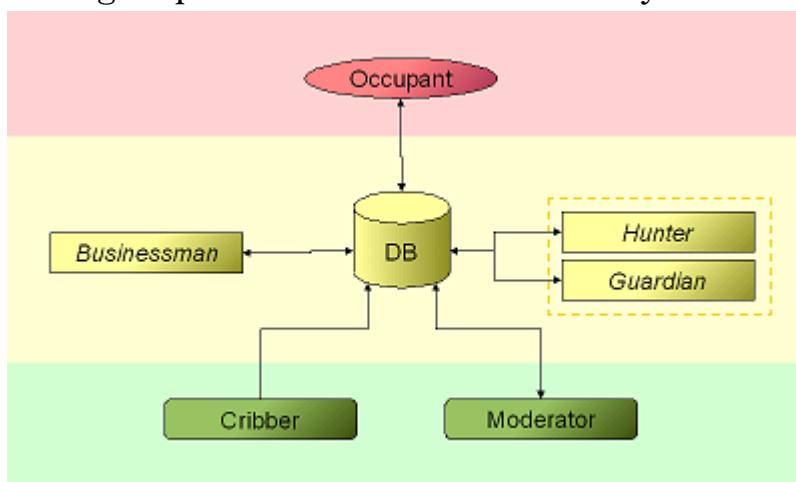 Occupant
Businessman
DB
Hunter
Guardian
Cribber
Moderator